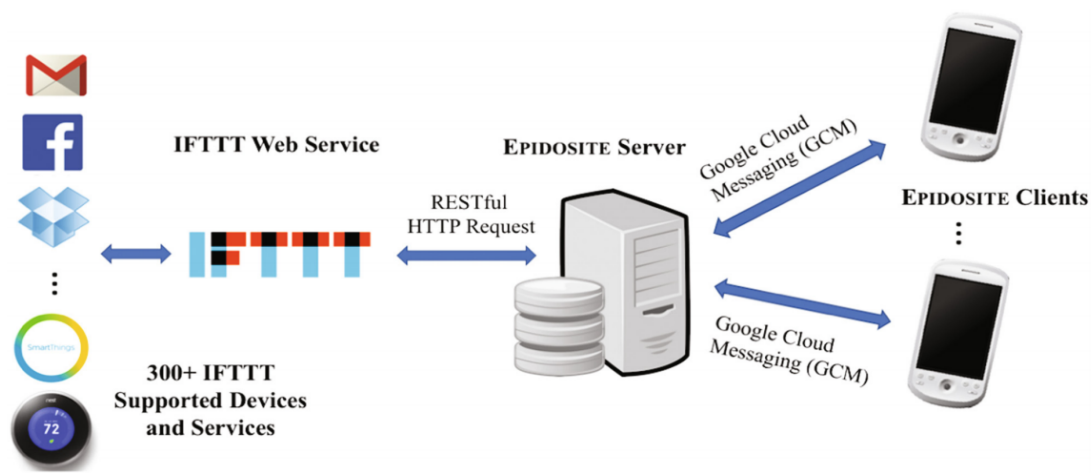 IFTTT Web Service
IFTTT
RESTful
HTTP Request
EPIDOSITE Server
Google Cloud
Messaging (GCM)
EPIDOSITE Clients
Google Cloud
Messaging (GCM)
SmartThings
nest
72
300+ IFTTT
Supported Devices
and Services